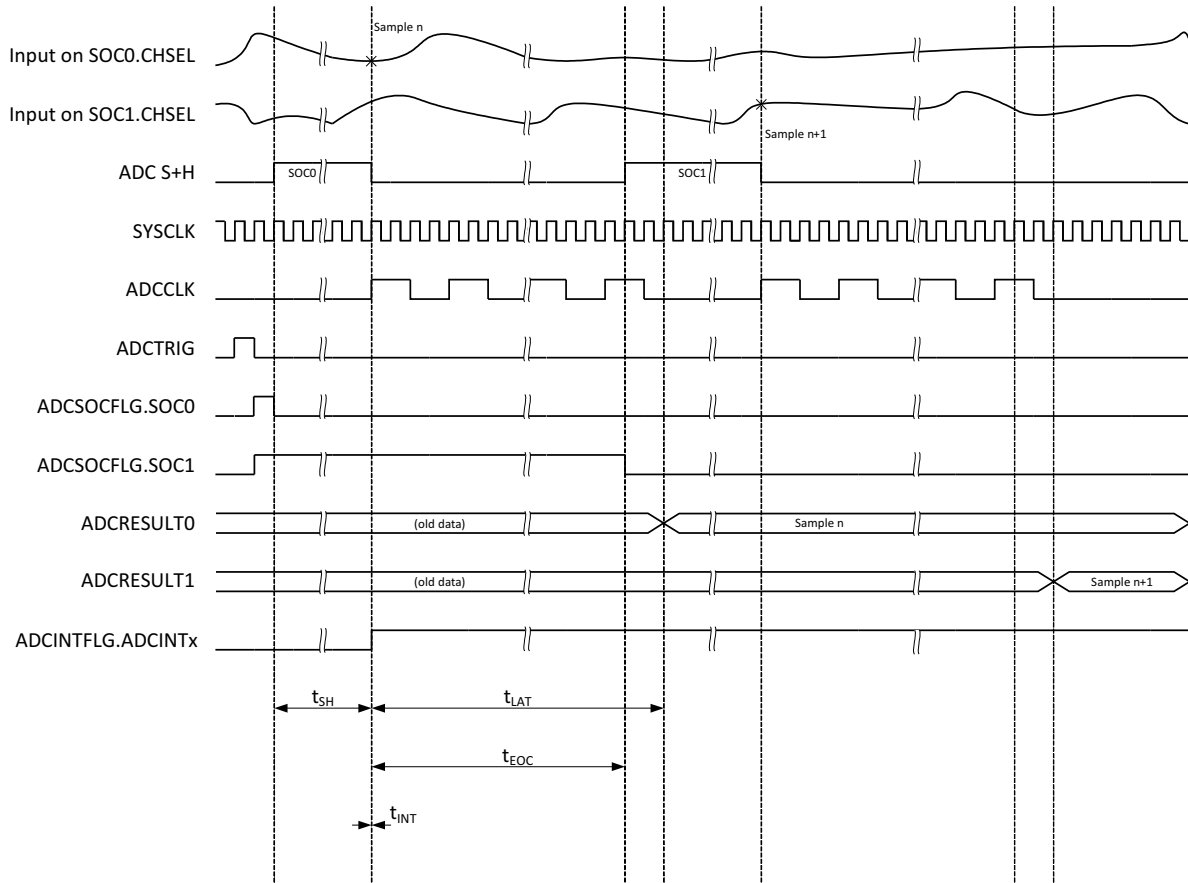 Sample n
Input on SOC0.CHSEL
Input on SOC1.CHSEL
Sample n+1
ADC S+H
SOC0
SOC1
SYSCLK
ADCCLK
ADCTRIG
ADCSOCFLG.SOC0
ADCSOCFLG.SOC1
ADCRESULT0
(old data)
Sample n
ADCRESULT1
(old data)
Sample n+1
ADCINTFLG.ADCINTx
tSH
tLAT
tEOC
tINT